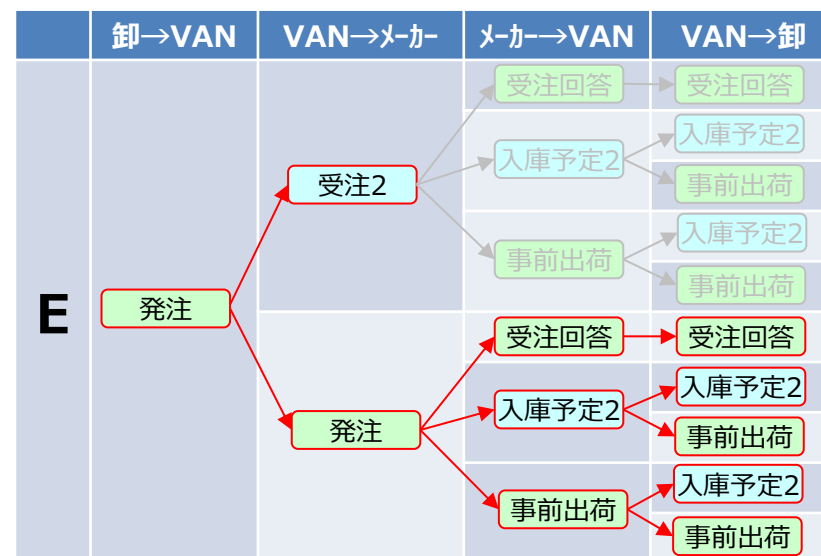 卸→VAN VAN→ﾒｰｶｰ ﾒｰｶｰ→VAN VAN→卸
受注回答 受注回答
入庫予定2 入庫予定2
受注2 事前出荷
事前出荷 入庫予定2
事前出荷
E 発注
受注回答 受注回答
入庫予定2 入庫予定2
発注 事前出荷
事前出荷 入庫予定2
事前出荷